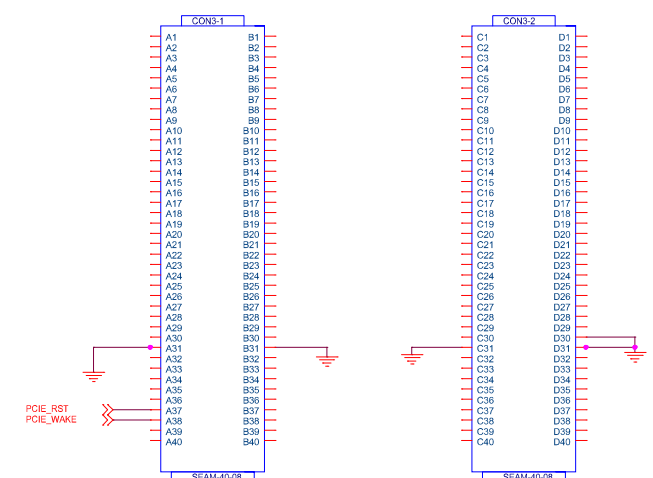 CON3-1 CON3-2
A1 B1 C1 D1
A2 B2 C2 D2
A3 B3 C3 D3
A4 B4 C4 D4
A5 B5 C5 D5
A6 B6 C6 D6
A7 B7 C7 D7
A8 B8 C8 D8
A9 B9 C9 D9
A10 B10 C10 D10
A11 B11 C11 D11
A12 B12 C12 D12
A13 B13 C13 D13
A14 B14 C14 D14
A15 B15 C15 D15
A16 B16 C16 D16
A17 B17 C17 D17
A18 B18 C18 D18
A19 B19 C19 D19
A20 B20 C20 D20
A21 B21 C21 D21
A22 B22 C22 D22
A23 B23 C23 D23
A24 B24 C24 D24
A25 B25 C25 D25
A26 B26 C26 D26
A27 B27 C27 D27
A28 B28 C28 D28
A29 B29 C29 D29
A30 B30 C30 D30
A31 B31 C31 D31
A32 B32 C32 D32
A33 B33 C33 D33
A34 B34 C34 D34
A35 B35 C35 D35
A36 B36 C36 D36
PCIE_RST A37 B37 C37 D37
PCIE_WAKE A38 B38 C38 D38
A39 B39 C39 D39
A40 B40 C40 D40
SEAM-40-08 SEAM-40-08